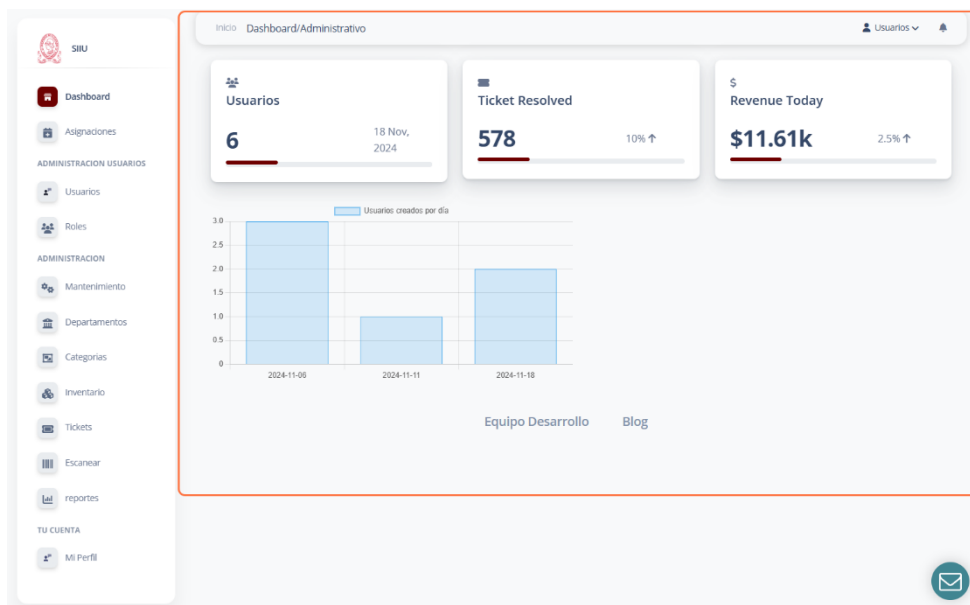 SIIU
Dashboard
Asignaciones
ADMINISTRACION USUARIOS
Usuarios
Roles
ADMINISTRACION
Mantenimiento
Departamentos
Categorias
Inventario
Tickets
Escanear
reportes
TU CUENTA
Mi Perfil
Inicio Dashboard/Administrativo
Usuarios
Usuarios
6
18 Nov,
2024
Ticket Resolved
578
10%
$
Revenue Today
$11.61k
2.5%
Usuarios creados por día
3.0
2.5
2.0
1.5
1.0
0.5
0
2024-11-06
2024-11-11
2024-11-18
Equipo Desarrollo
Blog